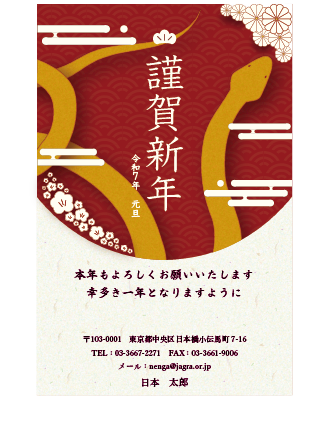 謹賀新年
令和7年　元旦
本年もよろしくお願いいたします
幸多き一年となりますように
〒103-0001　東京都中央区日本橋小伝馬町7-16
TEL：03-3667-2271　FAX：03-3661-9006
メール：nenga@jagra.or.jp
日本　太郎